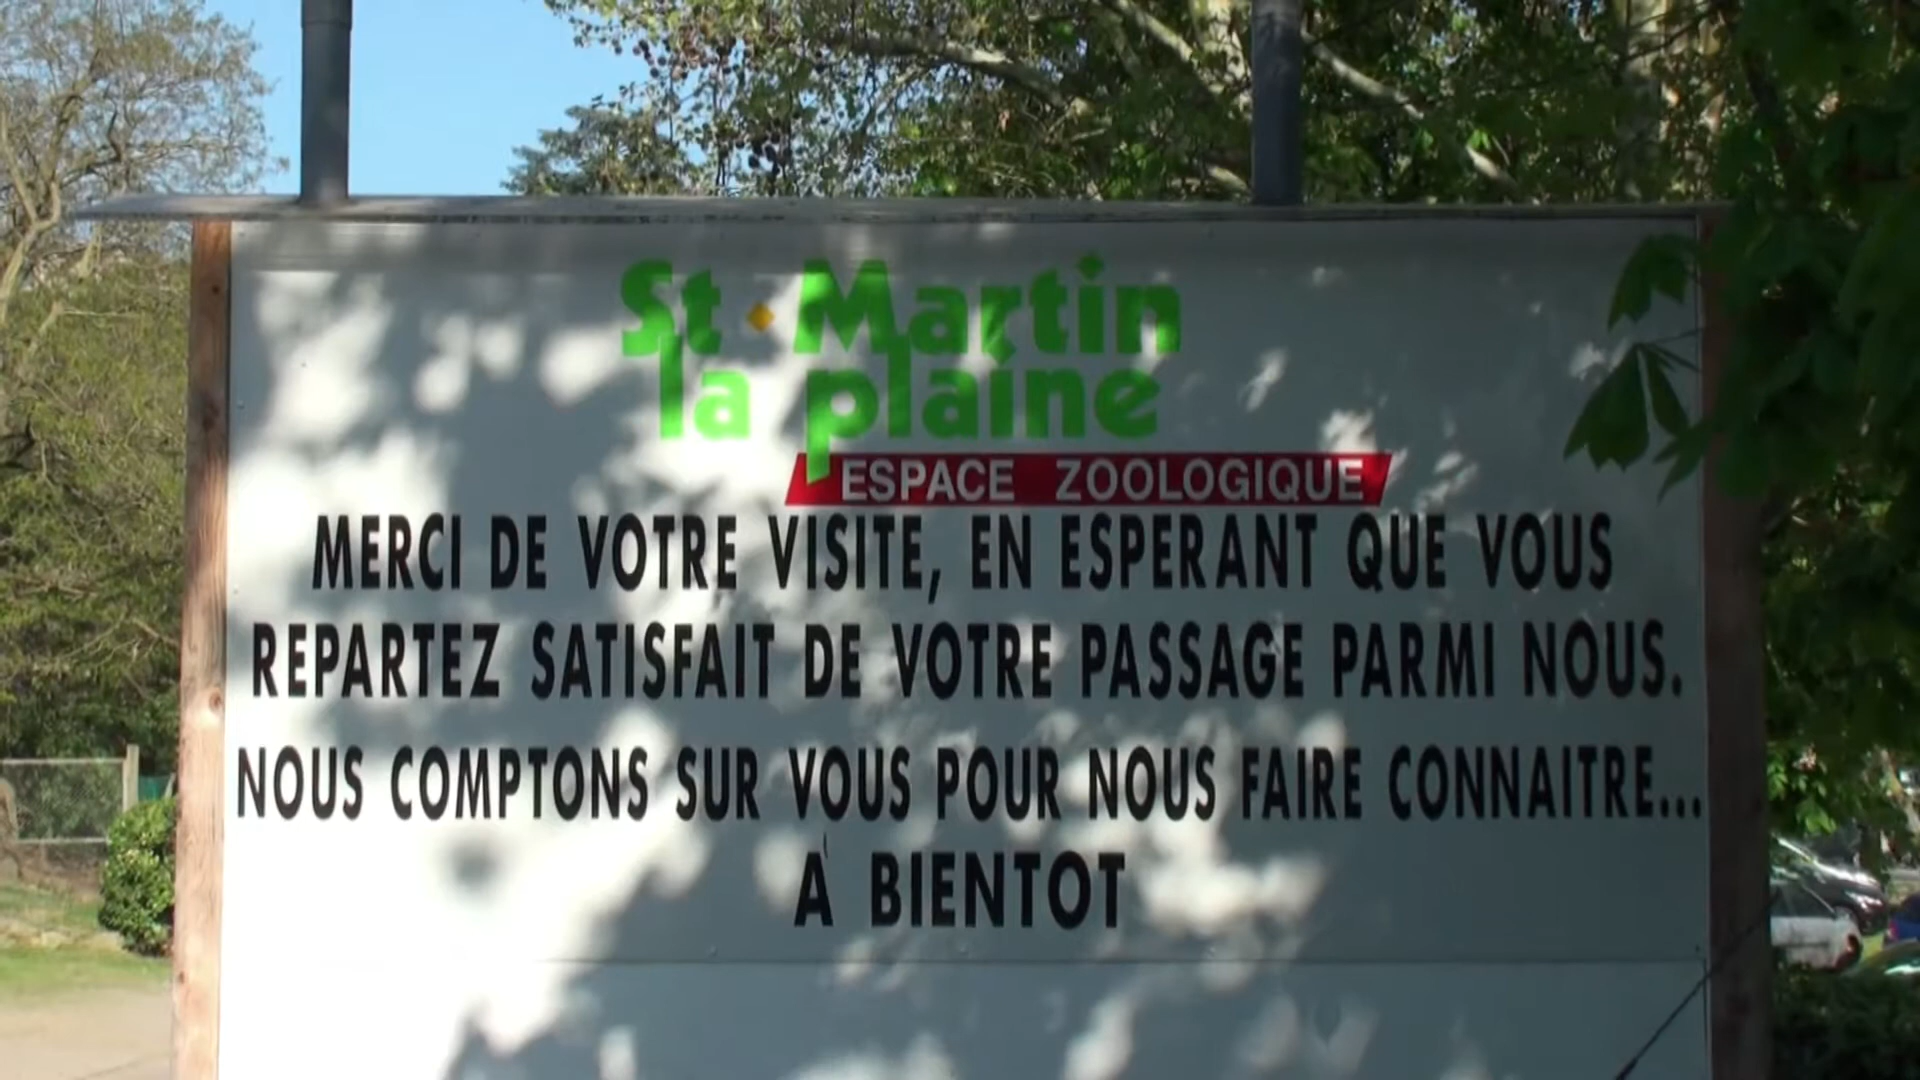 St · Martin
la plaine
ESPACE ZOOLOGIQUE
MERCI DE VOTRE VISITE, EN ESPERANT QUE VOUS
REPARTEZ SATISFAIT DE VOTRE PASSAGE PARMI NOUS.
NOUS COMPTONS SUR VOUS POUR NOUS FAIRE CONNAITRE...
A BIENTOT